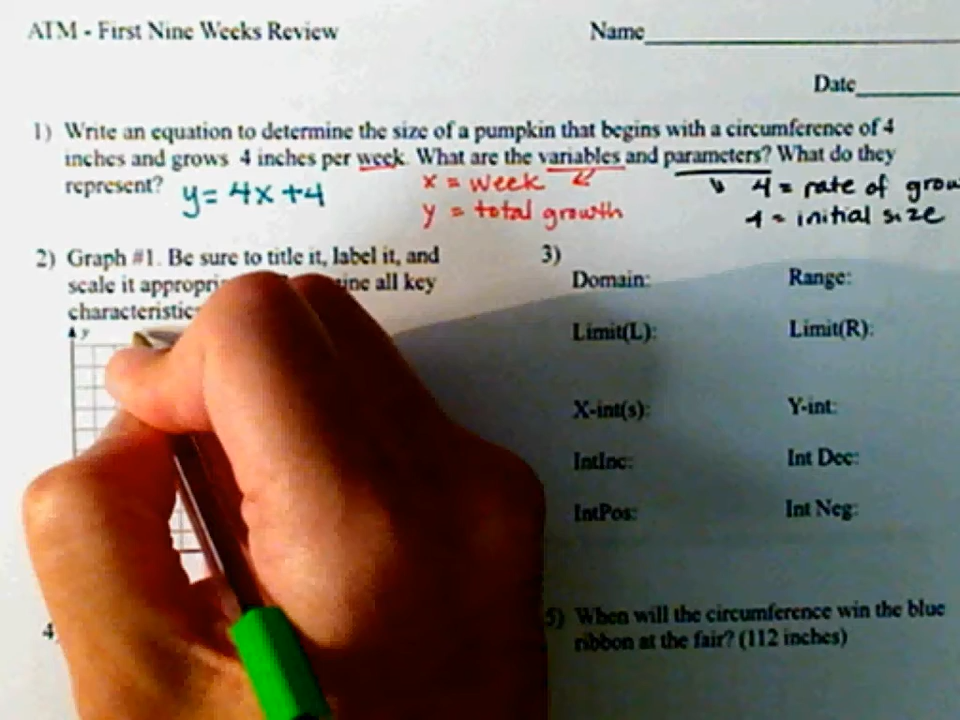 ATM - First Nine Weeks Review
Name
Date
1) Write an equation to determine the size of a pumpkin that begins with a circumference of 4
inches and grows 4 inches per week. What are the variables and parameters? What do they
represent?
y= 4x +4
x = week
y = total growth
4 = rate of grow
4 = initial size
2) Graph #1. Be sure to title it, label it, and
scale it all key
y
3)
Domain: Range:
Limit(L): Limit(R):
X-int(s): Y-int:
IntInc: Int Dec:
IntPos: Int Neg:
4
5) When will the circumference win the blue
ribbon at the fair? (112 inches)